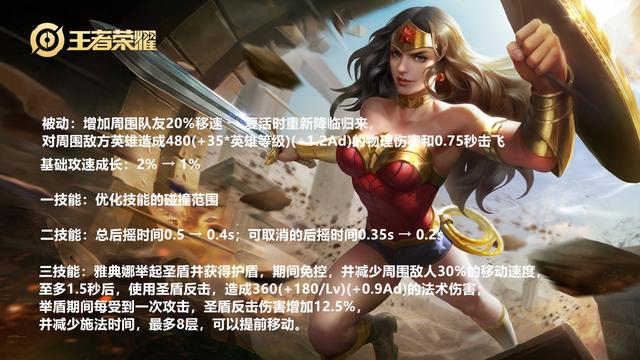 王者荣耀
被动：增加周围队友20%移速 → 复活时重新降临归来，
对周围敌方英雄造成480(+35*英雄等级)(+1.2Ad)的物理伤害和0.75秒击飞
基础攻速成长：2% → 1%
一技能：优化技能的碰撞范围
二技能：总后摇时间0.5 → 0.4s；可取消的后摇时间0.35s → 0.2s
三技能：雅典娜举起圣盾并获得护盾，期间免控，并减少周围敌人30%的移动速度，
至多1.5秒后，使用圣盾反击，造成360(+180/Lv)(+0.9Ad)的法术伤害；
举盾期间每受到一次攻击，圣盾反击伤害增加12.5%，
并减少施法时间，最多8层，可以提前移动。